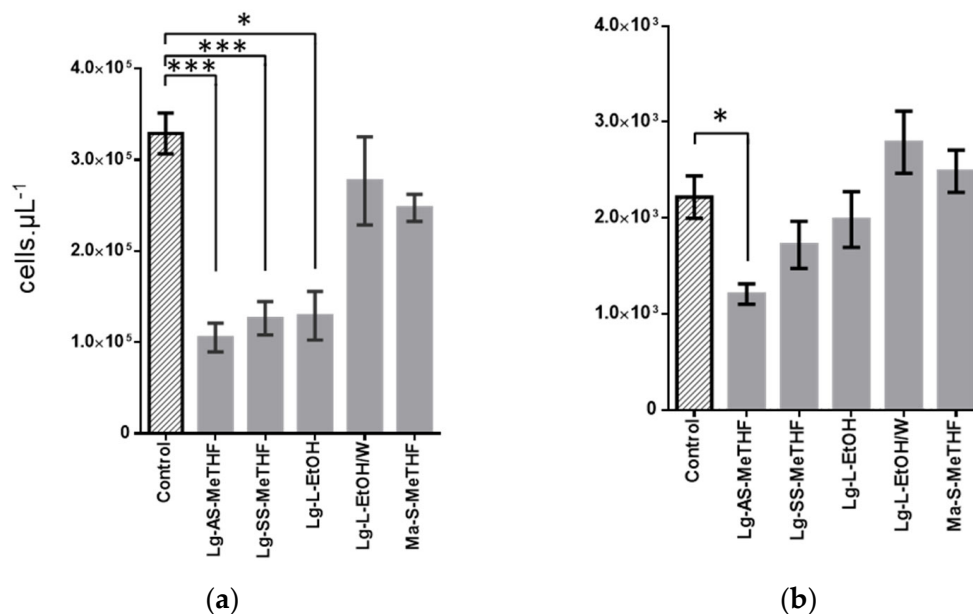 *
***
***
4.0×10⁵
3.0×10⁵
2.0×10⁵
1.0×10⁵
0
cells.µL⁻¹
Control
Lg-AS-MeTHF
Lg-SS-MeTHF
Lg-L-EtOH
Lg-L-EtOH/W
Ma-S-MeTHF
(a)
4.0×10³
3.0×10³
2.0×10³
1.0×10³
0
*
Control
Lg-AS-MeTHF
Lg-SS-MeTHF
Lg-L-EtOH
Lg-L-EtOH/W
Ma-S-MeTHF
(b)